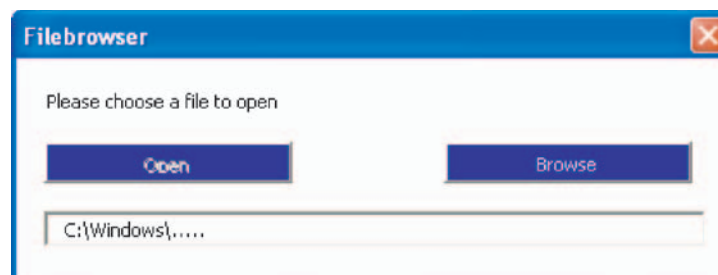 Filebrowser
Please choose a file to open
Open Browse
C:\Windows\.....